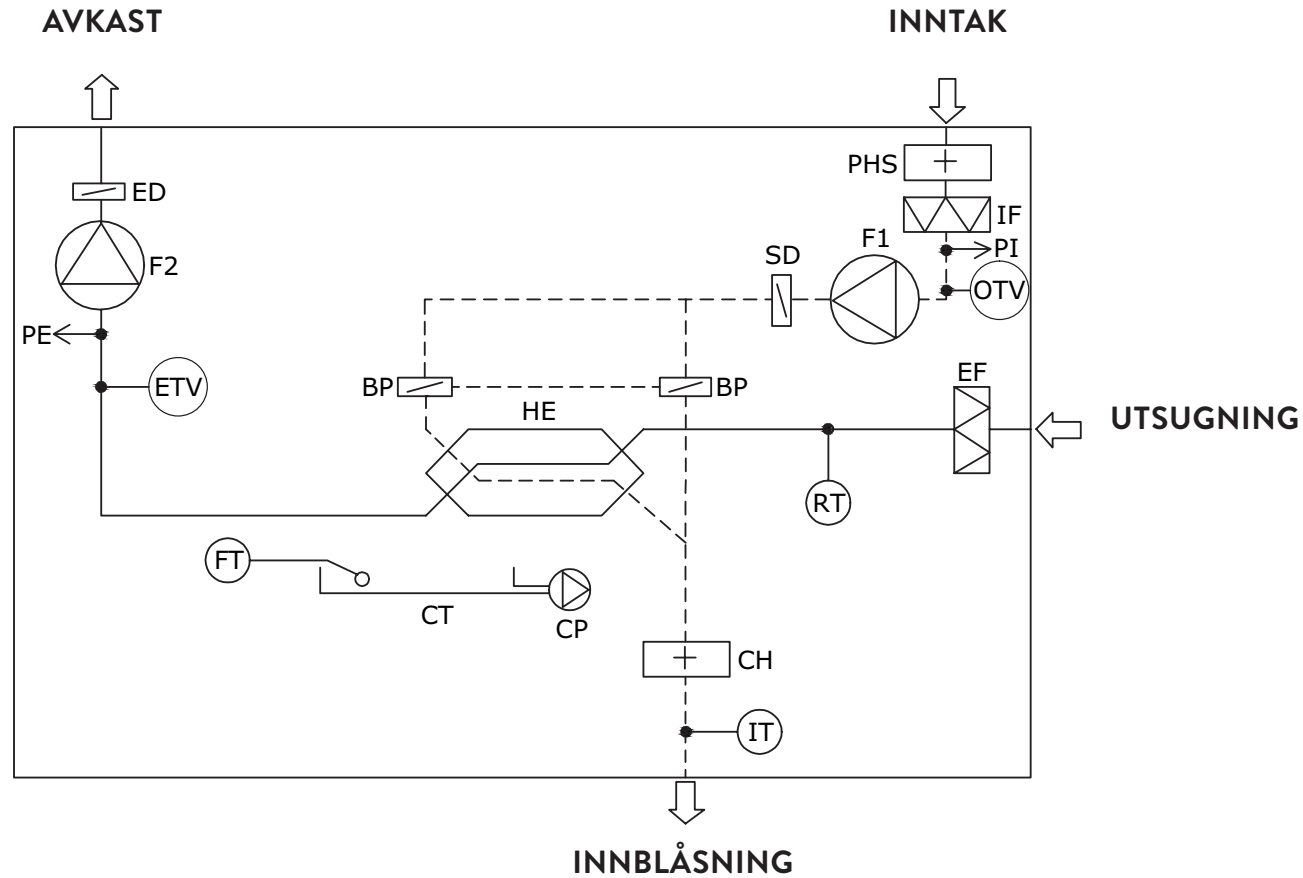 AVKAST
INNTAK
PHS
ED
IF
F1
PI
SD
F2
OTV
PE
EF
ETV
BP
BP
HE
UTSUGNING
RT
FT
CT
CP
CH
IT
INNBLÅSNING